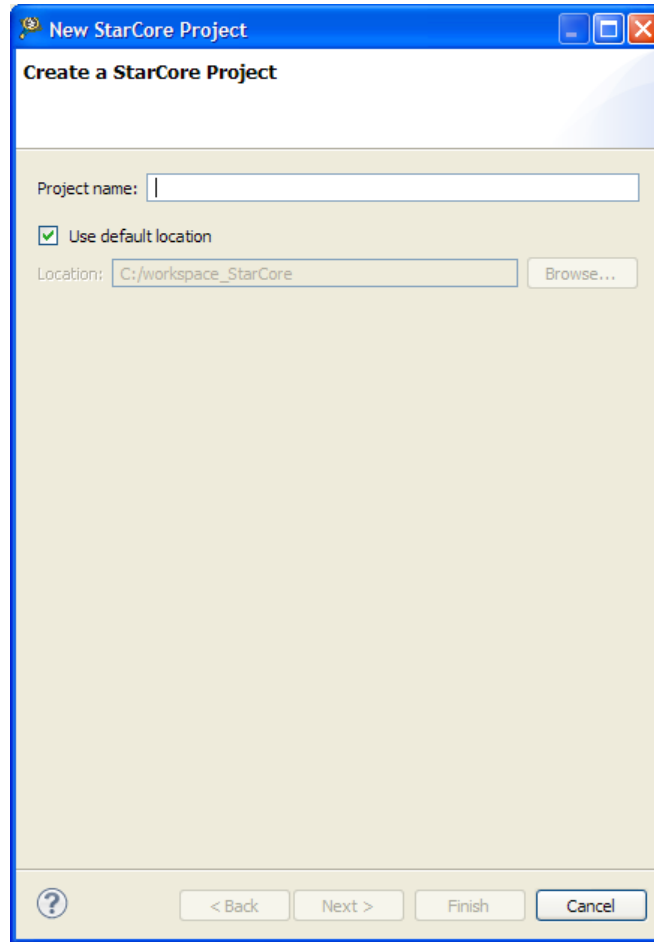 New StarCore Project
Create a StarCore Project
Project name:
Use default location
Location: C:/workspace_StarCore Browse...
? < Back Next > Finish Cancel